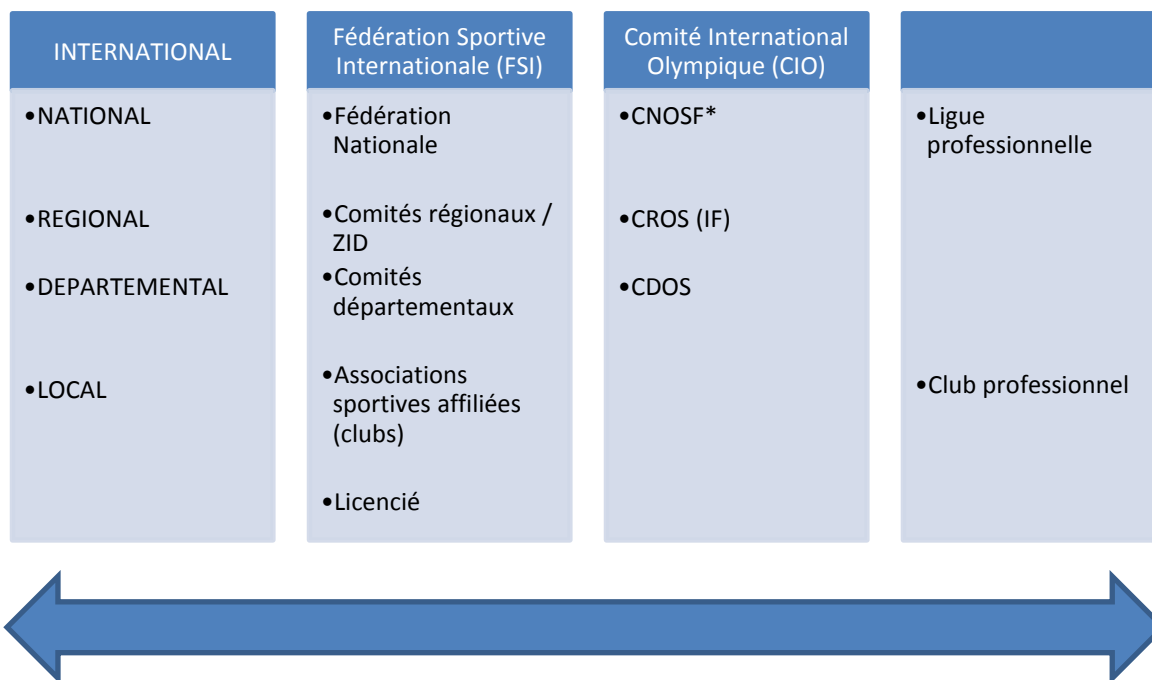 INTERNATIONAL
•NATIONAL
•REGIONAL
•DEPARTEMENTAL
•LOCAL
Fédération Sportive
Internationale (FSI)
•Fédération
Nationale
•Comités régionaux /
ZID
•Comités
départementaux
•Associations
sportives affiliées
(clubs)
•Licencié
Comité International
Olympique (CIO)
•CNOSF*
•CROS (IF)
•CDOS
•Ligue
professionnelle
•Club professionnel